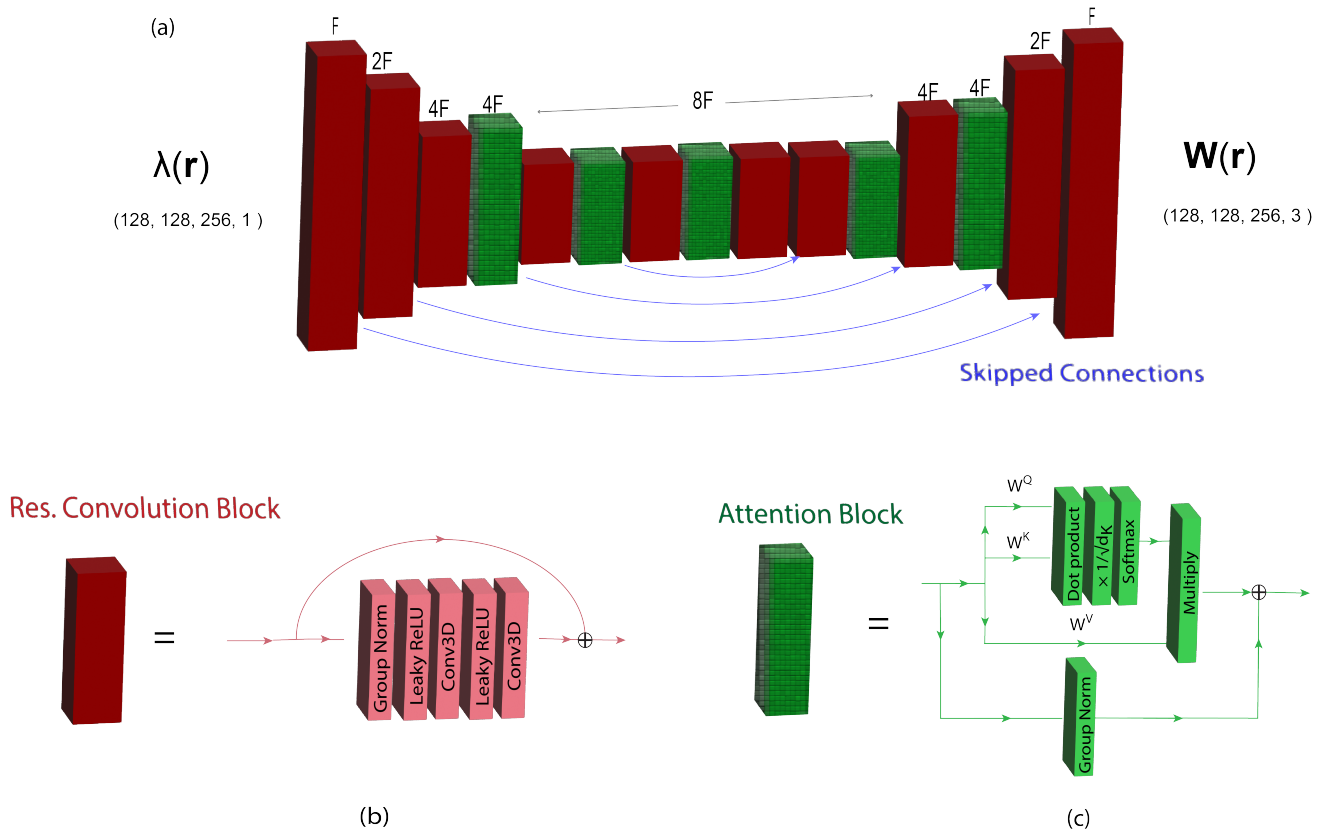 (a)
F
2F
4F
4F
8F
4F
4F
2F
F
λ(r)
(128, 128, 256, 1 )
W(r)
(128, 128, 256, 3 )
Skipped Connections
Res. Convolution Block
=
Group Norm
Leaky ReLU
Conv3D
Leaky ReLU
Conv3D
(b)
Attention Block
=
W^Q
W^K
W^V
Dot product
× 1/√d_K
Softmax
Multiply
Group Norm
(c)